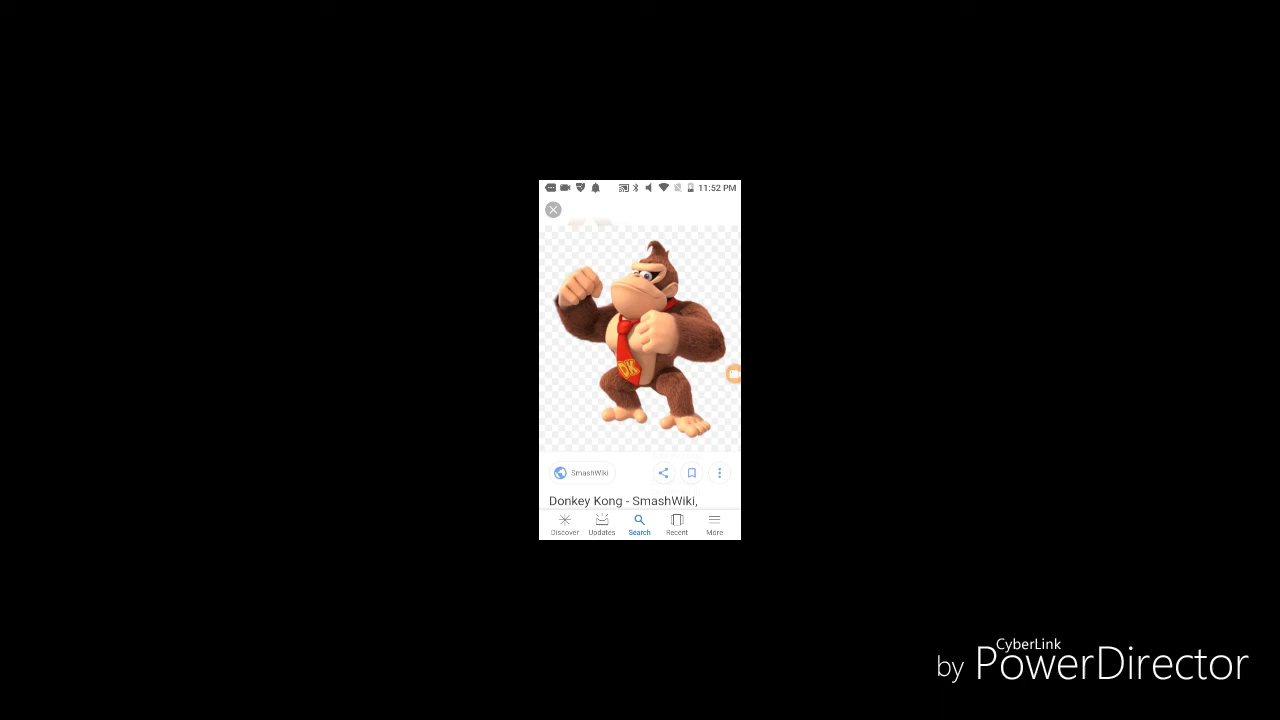 11:52 PM
DK
SmashWiki
Donkey Kong - SmashWiki,
Discover Updates Search Recent More
CyberLink
by PowerDirector